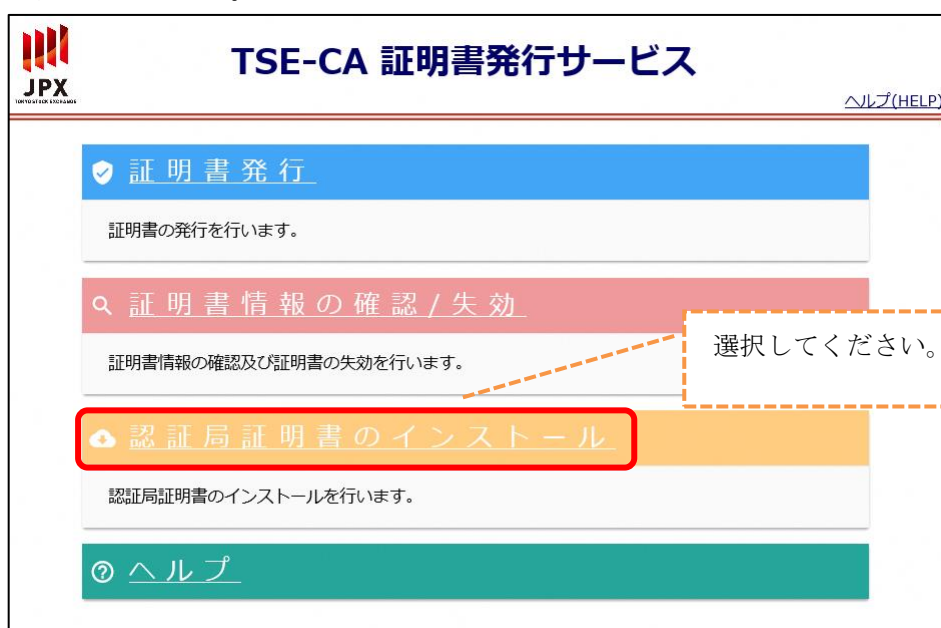 JPX
TOKYO STOCK EXCHANGE
TSE-CA 証明書発行サービス
ヘルプ(HELP)
証明書発行
証明書の発行を行います。
証明書情報の確認/失効
証明書情報の確認及び証明書の失効を行います。
選択してください。
認証局証明書のインストール
認証局証明書のインストールを行います。
ヘルプ